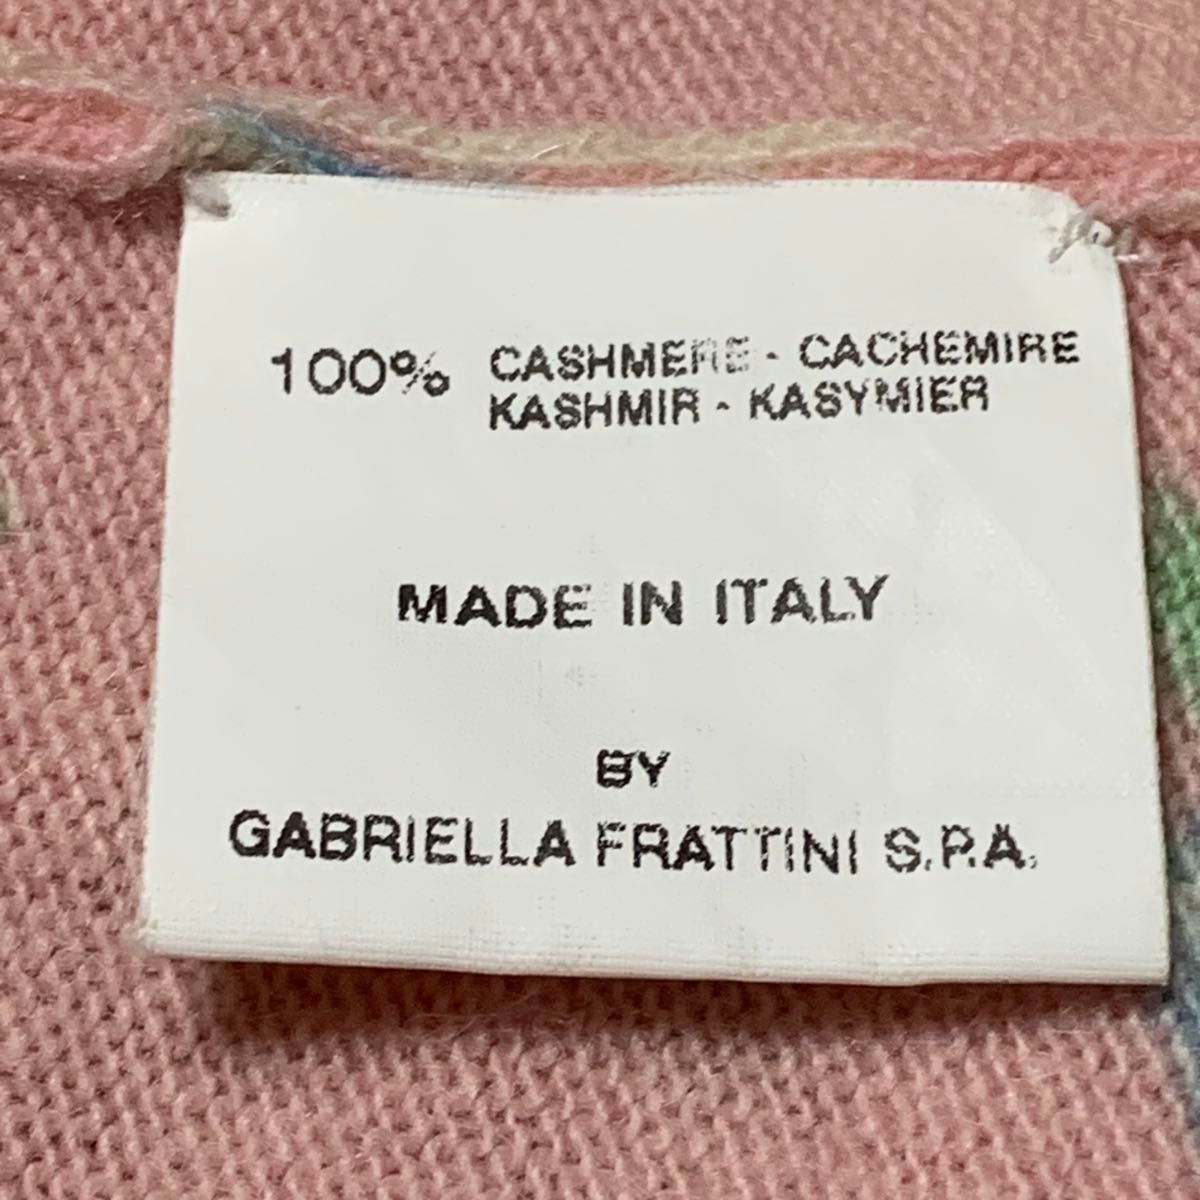 100% CASHMERE - CACHEMIRE
KASHMIR - KASYMIER
MADE IN ITALY
BY
GABRIELLA FRATTINI S.P.A.